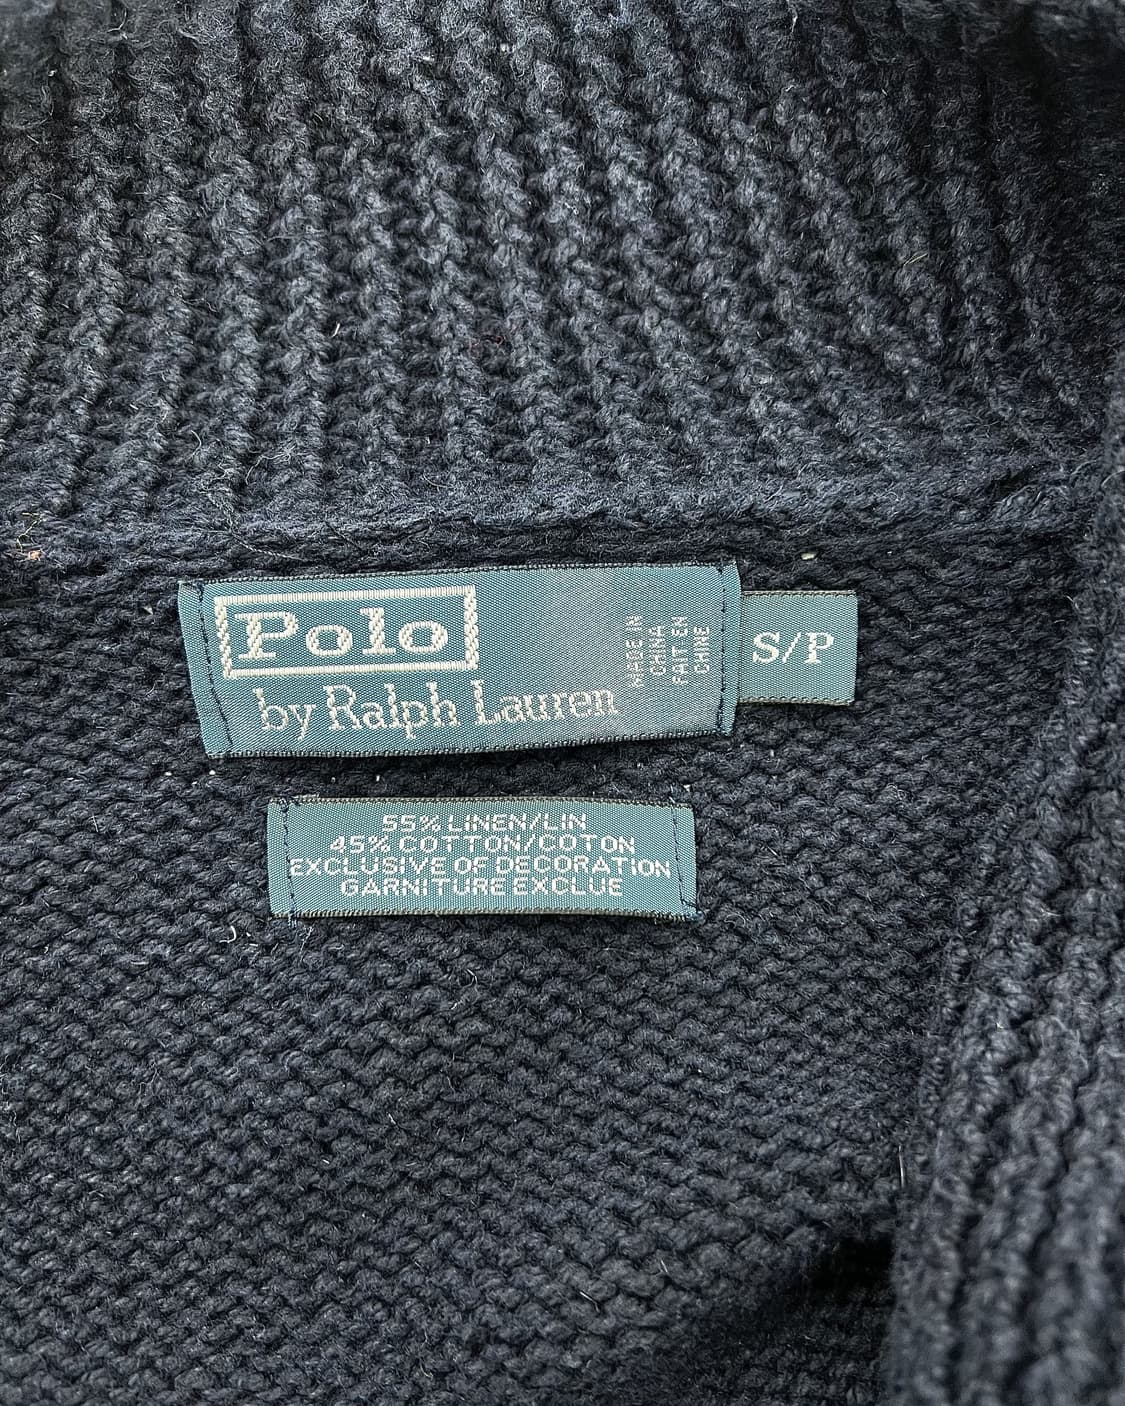 Polo
by Ralph Lauren
MADE IN
CHINA
FAIT EN
CHINE
S/P
55% LINEN/LIN
45% COTTON/COTON
EXCLUSIVE OF DECORATION
GARNITURE EXCLUE